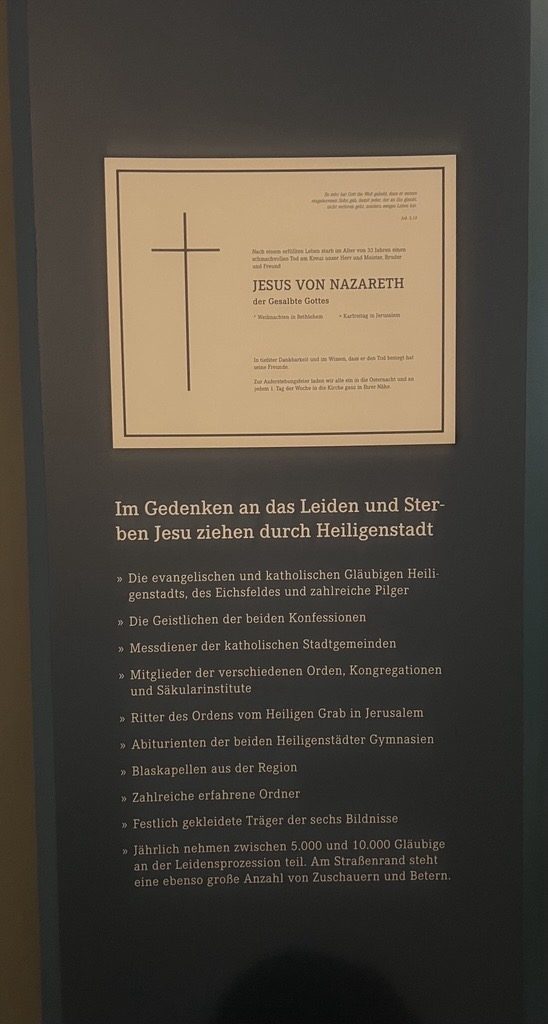 So sehr hat Gott die Welt geliebt, dass er seinen
eingeborenen Sohn gab, damit jeder, der an ihn glaubt,
nicht verloren geht, sondern ewiges Leben hat.
Joh. 3,16
Nach einem erfüllten Leben starb im Alter von 33 Jahren einen
schmachvollen Tod am Kreuz unser Herr und Meister, Bruder
und Freund
JESUS VON NAZARETH
der Gesalbte Gottes
* Weihnachten in Bethlehem + Karfreitag in Jerusalem
In tiefster Dankbarkeit und im Wissen, dass er den Tod besiegt hat
seine Freunde.
Zur Auferstehungsfeier laden wir alle ein in die Osternacht und an
jedem 1. Tag der Woche in die Kirche ganz in Ihrer Nähe.
Im Gedenken an das Leiden und Ster-
ben Jesu ziehen durch Heiligenstadt
» Die evangelischen und katholischen Gläubigen Heili-
genstadts, des Eichsfeldes und zahlreiche Pilger
» Die Geistlichen der beiden Konfessionen
» Messdiener der katholischen Stadtgemeinden
» Mitglieder der verschiedenen Orden, Kongregationen
und Säkularinstitute
» Ritter des Ordens vom Heiligen Grab in Jerusalem
» Abiturienten der beiden Heiligenstädter Gymnasien
» Blaskapellen aus der Region
» Zahlreiche erfahrene Ordner
» Festlich gekleidete Träger der sechs Bildnisse
» Jährlich nehmen zwischen 5.000 und 10.000 Gläubige
an der Leidensprozession teil. Am Straßenrand steht
eine ebenso große Anzahl von Zuschauern und Betern.